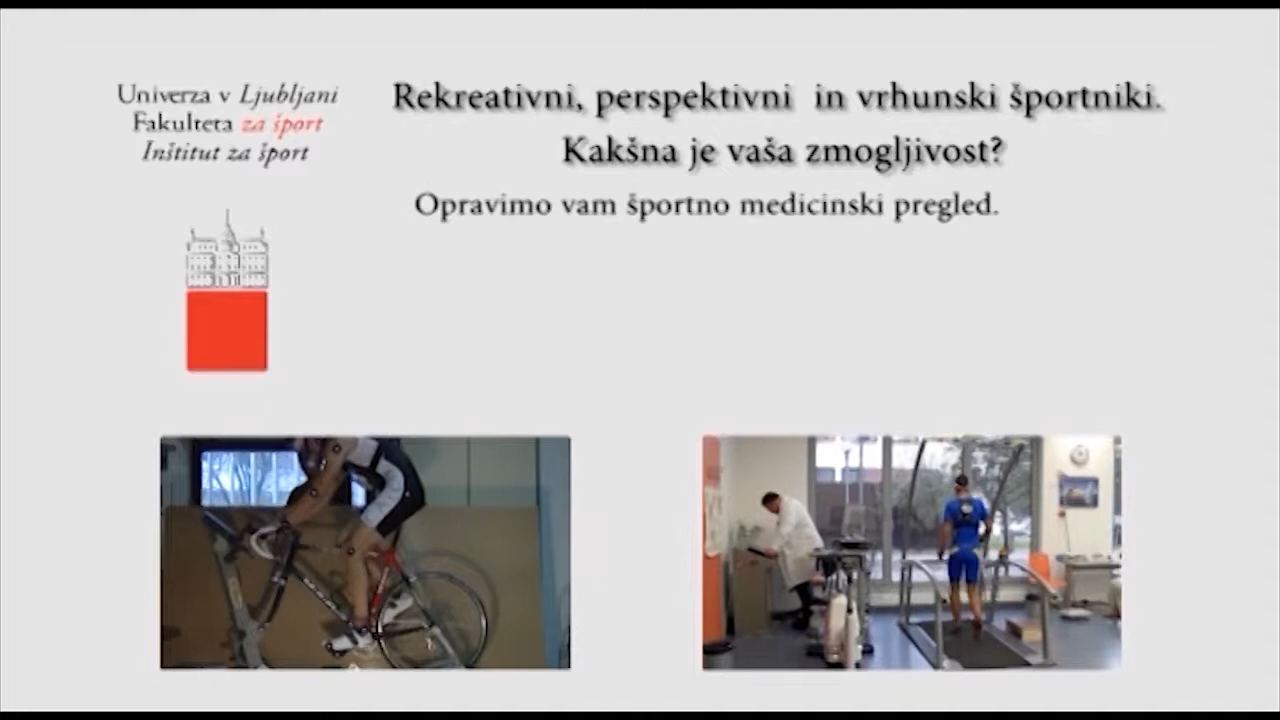 Univerza v Ljubljani
Fakulteta za šport
Inštitut za šport
Rekreativni, perspektivni in vrhunski športniki.
Kakšna je vaša zmogljivost?
Opravimo vam športno medicinski pregled.